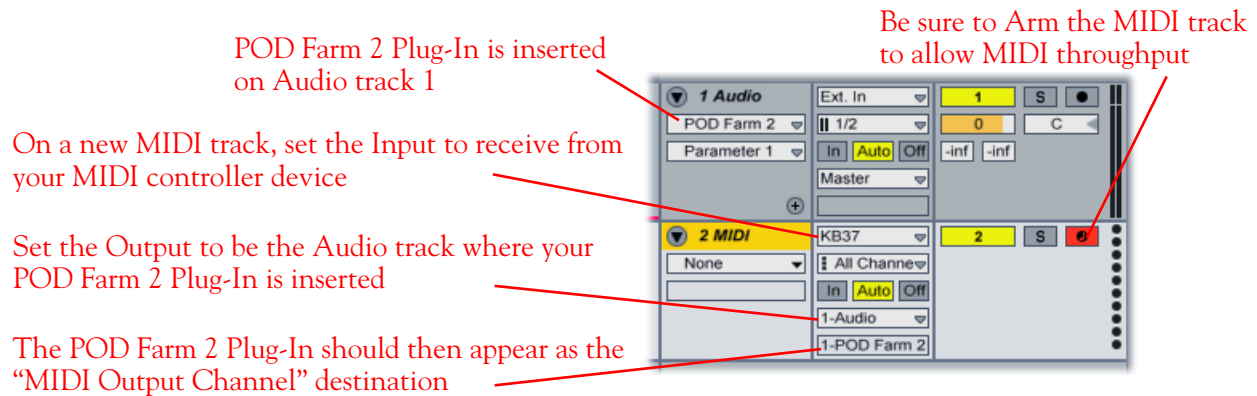 Be sure to Arm the MIDI track
to allow MIDI throughput
POD Farm 2 Plug-In is inserted
on Audio track 1
On a new MIDI track, set the Input to receive from
your MIDI controller device
Set the Output to be the Audio track where your
POD Farm 2 Plug-In is inserted
The POD Farm 2 Plug-In should then appear as the
“MIDI Output Channel” destination
1 Audio
POD Farm 2
Parameter 1
Ext. In
1/2
In Auto Off
Master
1 S
0 C
-inf -inf
2 MIDI
None
KB37
All Channe
In Auto Off
1-Audio
1-POD Farm 2
2 S